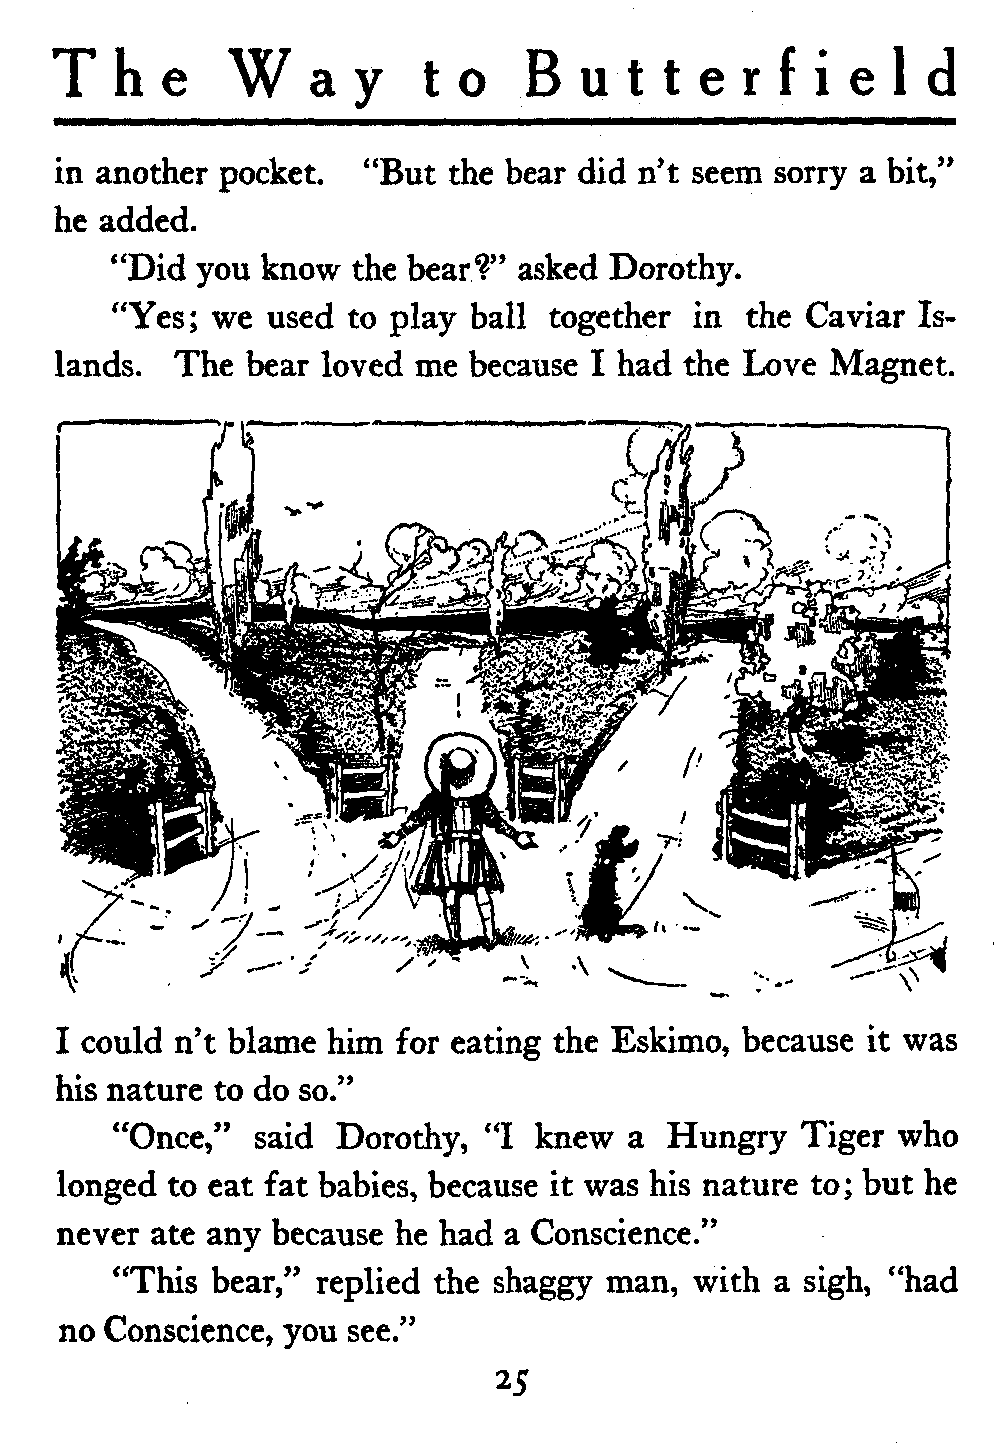 The Way to Butterfield
in another pocket. “But the bear did n’t seem sorry a bit,”
he added.
“Did you know the bear?” asked Dorothy.
“Yes; we used to play ball together in the Caviar Is-
lands. The bear loved me because I had the Love Magnet.
I could n’t blame him for eating the Eskimo, because it was
his nature to do so.”
“Once,” said Dorothy, “I knew a Hungry Tiger who
longed to eat fat babies, because it was his nature to; but he
never ate any because he had a Conscience.”
“This bear,” replied the shaggy man, with a sigh, “had
no Conscience, you see.”
25